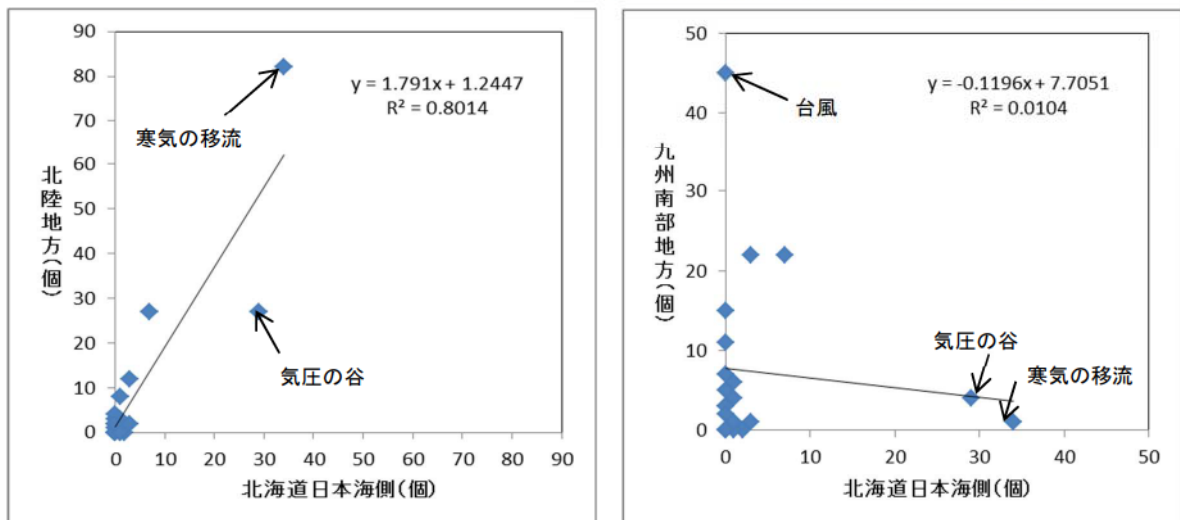 90
80
70
60
50
40
30
20
10
0
y = 1.791x + 1.2447
R² = 0.8014
寒気の移流
気圧の谷
北陸地方(個)
0 10 20 30 40 50 60 70 80 90
北海道日本海側(個)
50
40
30
20
10
0
y = -0.1196x + 7.7051
R² = 0.0104
台風
気圧の谷
寒気の移流
九州南部地方(個)
0 10 20 30 40 50
北海道日本海側(個)